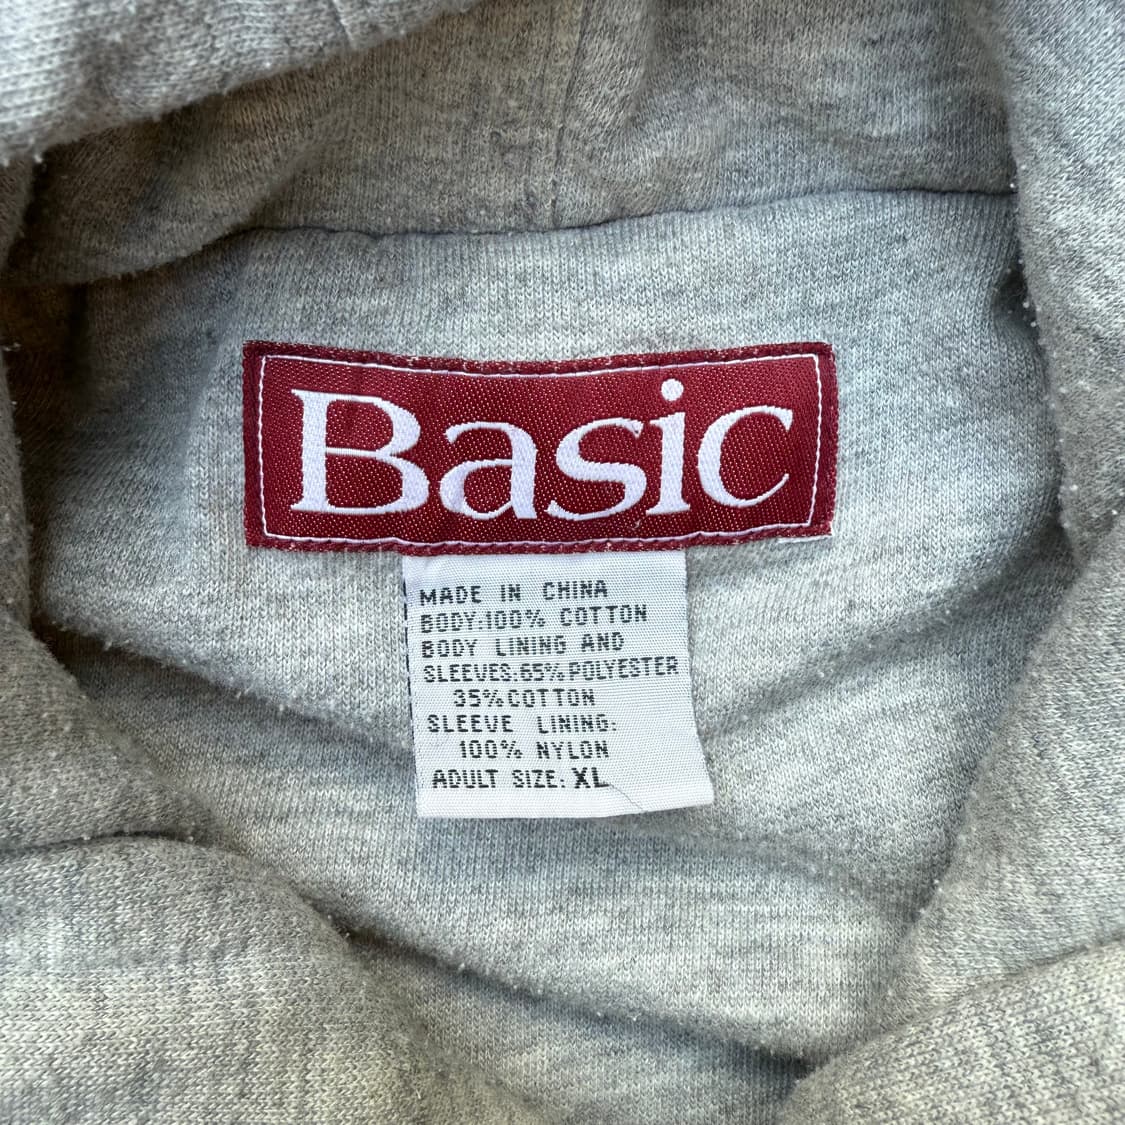 Basic
MADE IN CHINA
BODY:100% COTTON
BODY LINING AND
SLEEVES:65% POLYESTER
35% COTTON
SLEEVE LINING:
100% NYLON
ADULT SIZE: XL